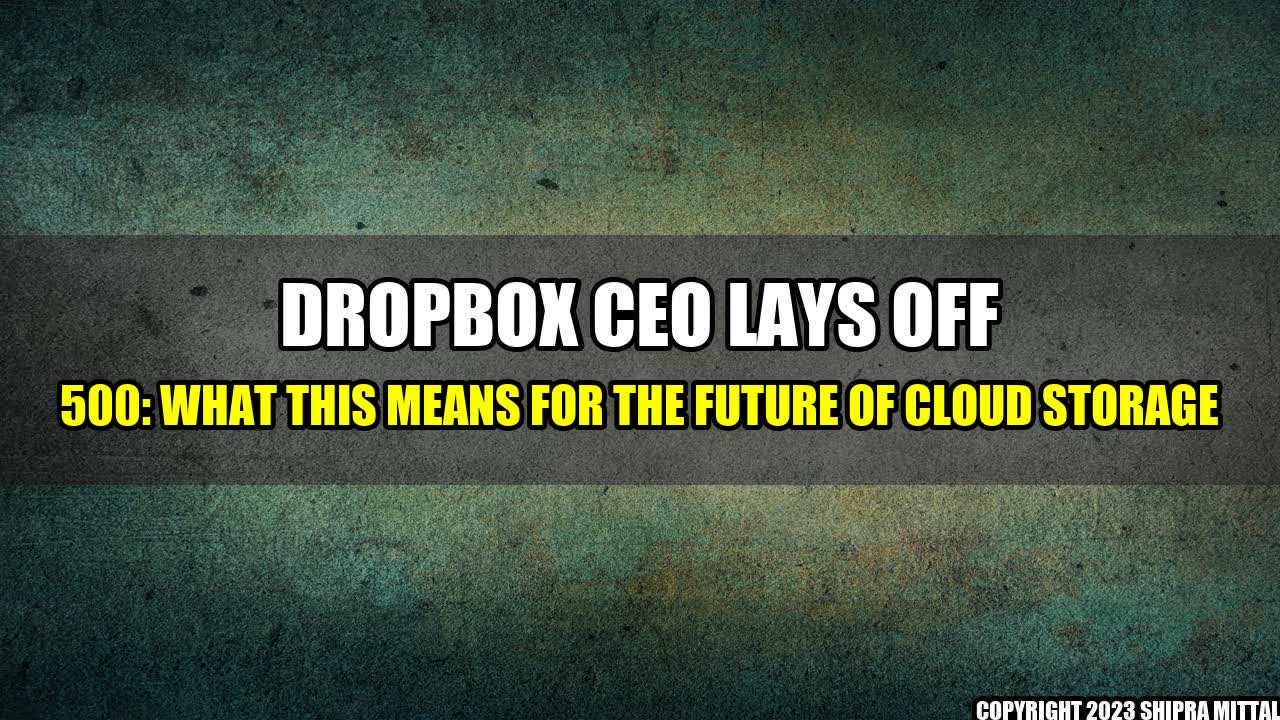 DROPBOX CEO LAYS OFF
500: WHAT THIS MEANS FOR THE FUTURE OF CLOUD STORAGE
COPYRIGHT 2023 SHIPRA MITTAL